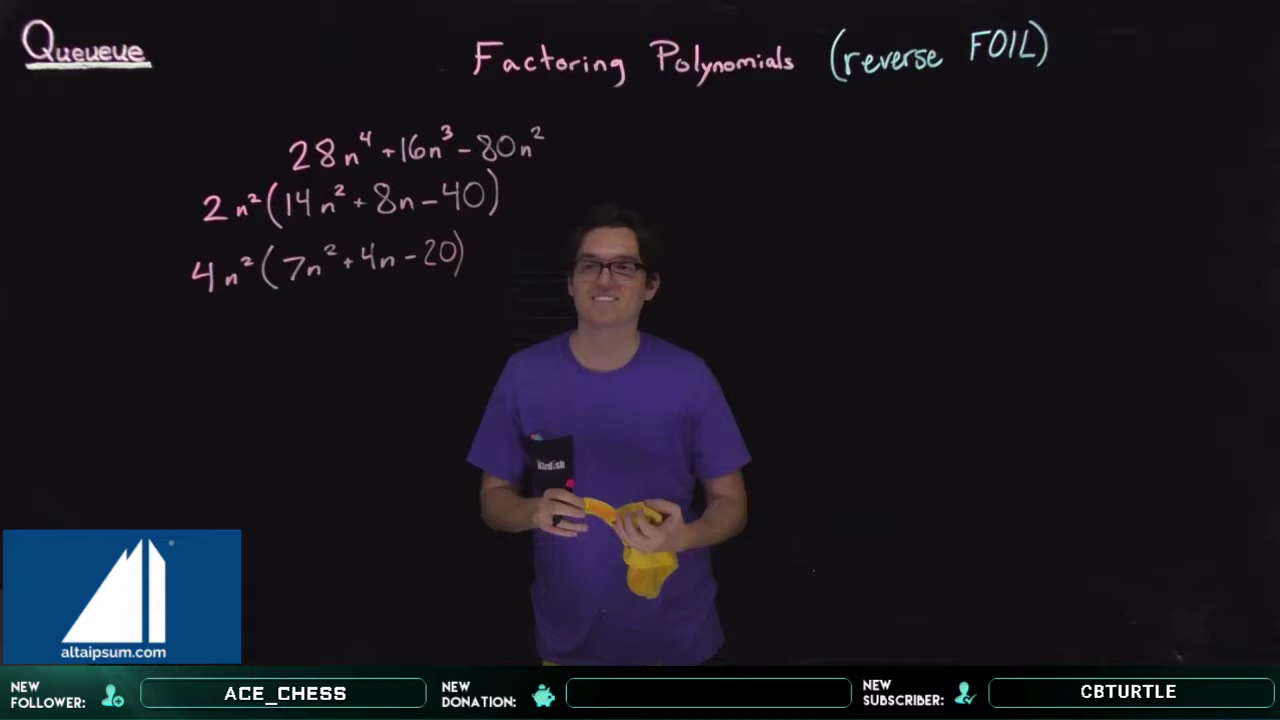 Queueue
Factoring Polynomials (reverse FOIL)
28n⁴+16n³-80n²
2n²(14n²+8n-40)
4n²(7n²+4n-20)
altaipsum.com
NEW FOLLOWER:
ACE_CHESS
NEW DONATION:
NEW SUBSCRIBER:
CBTURTLE